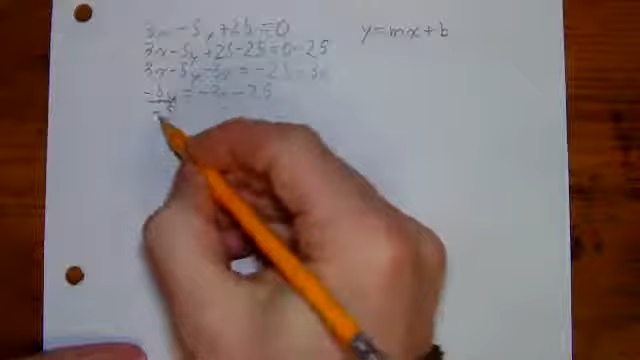 3x - 5y + 25 = 0
y = mx + b
3x - 5y + 25 - 25 = 0 - 25
3x - 5y - 3x = -25 - 3x
-5y = -3x - 25
-5